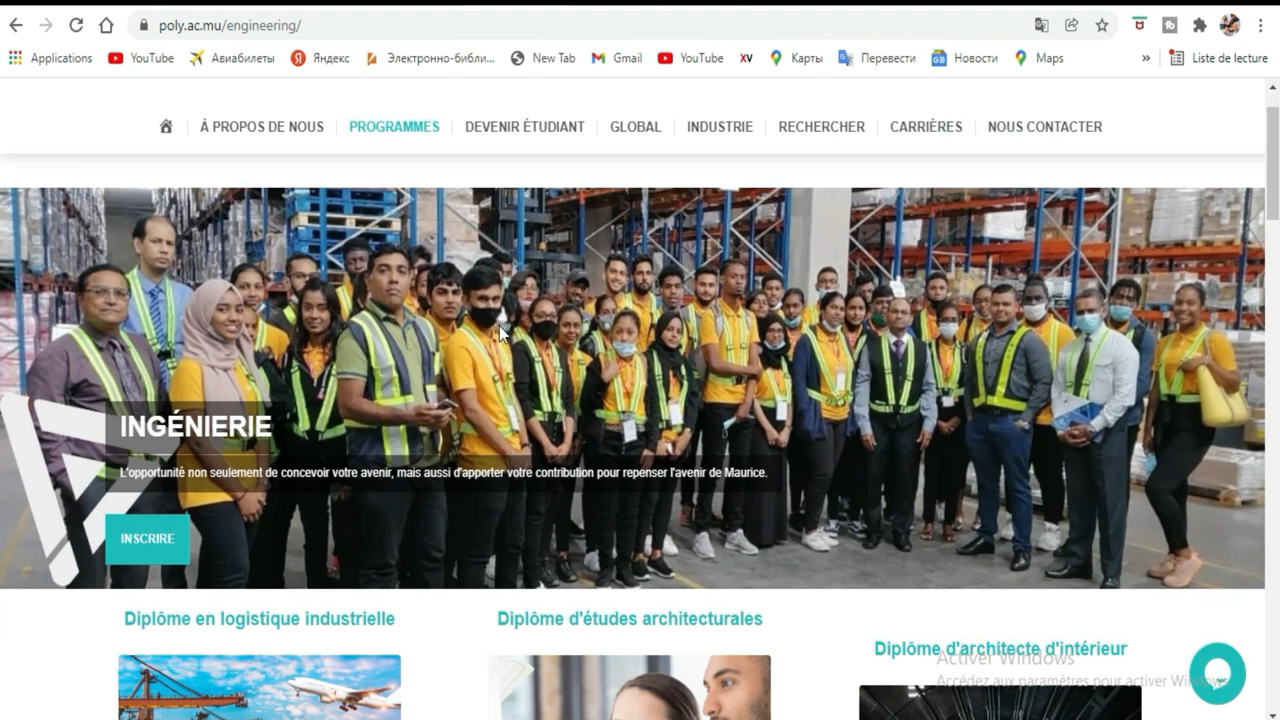 poly.ac.mu/engineering/
Applications YouTube Авиабилеты Яндекс Электронно-библи... New Tab Gmail YouTube XV Карты Перевести Новости Maps » Liste de lecture
À PROPOS DE NOUS PROGRAMMES DEVENIR ÉTUDIANT GLOBAL INDUSTRIE RECHERCHER CARRIÈRES NOUS CONTACTER
INGÉNIERIE
L'opportunité non seulement de concevoir votre avenir, mais aussi d'apporter votre contribution pour repenser l'avenir de Maurice.
INSCRIRE
Diplôme en logistique industrielle Diplôme d'études architecturales
Diplôme d'architecte d'intérieur
Activer Windows
Accédez aux paramètres pour activer Windows.